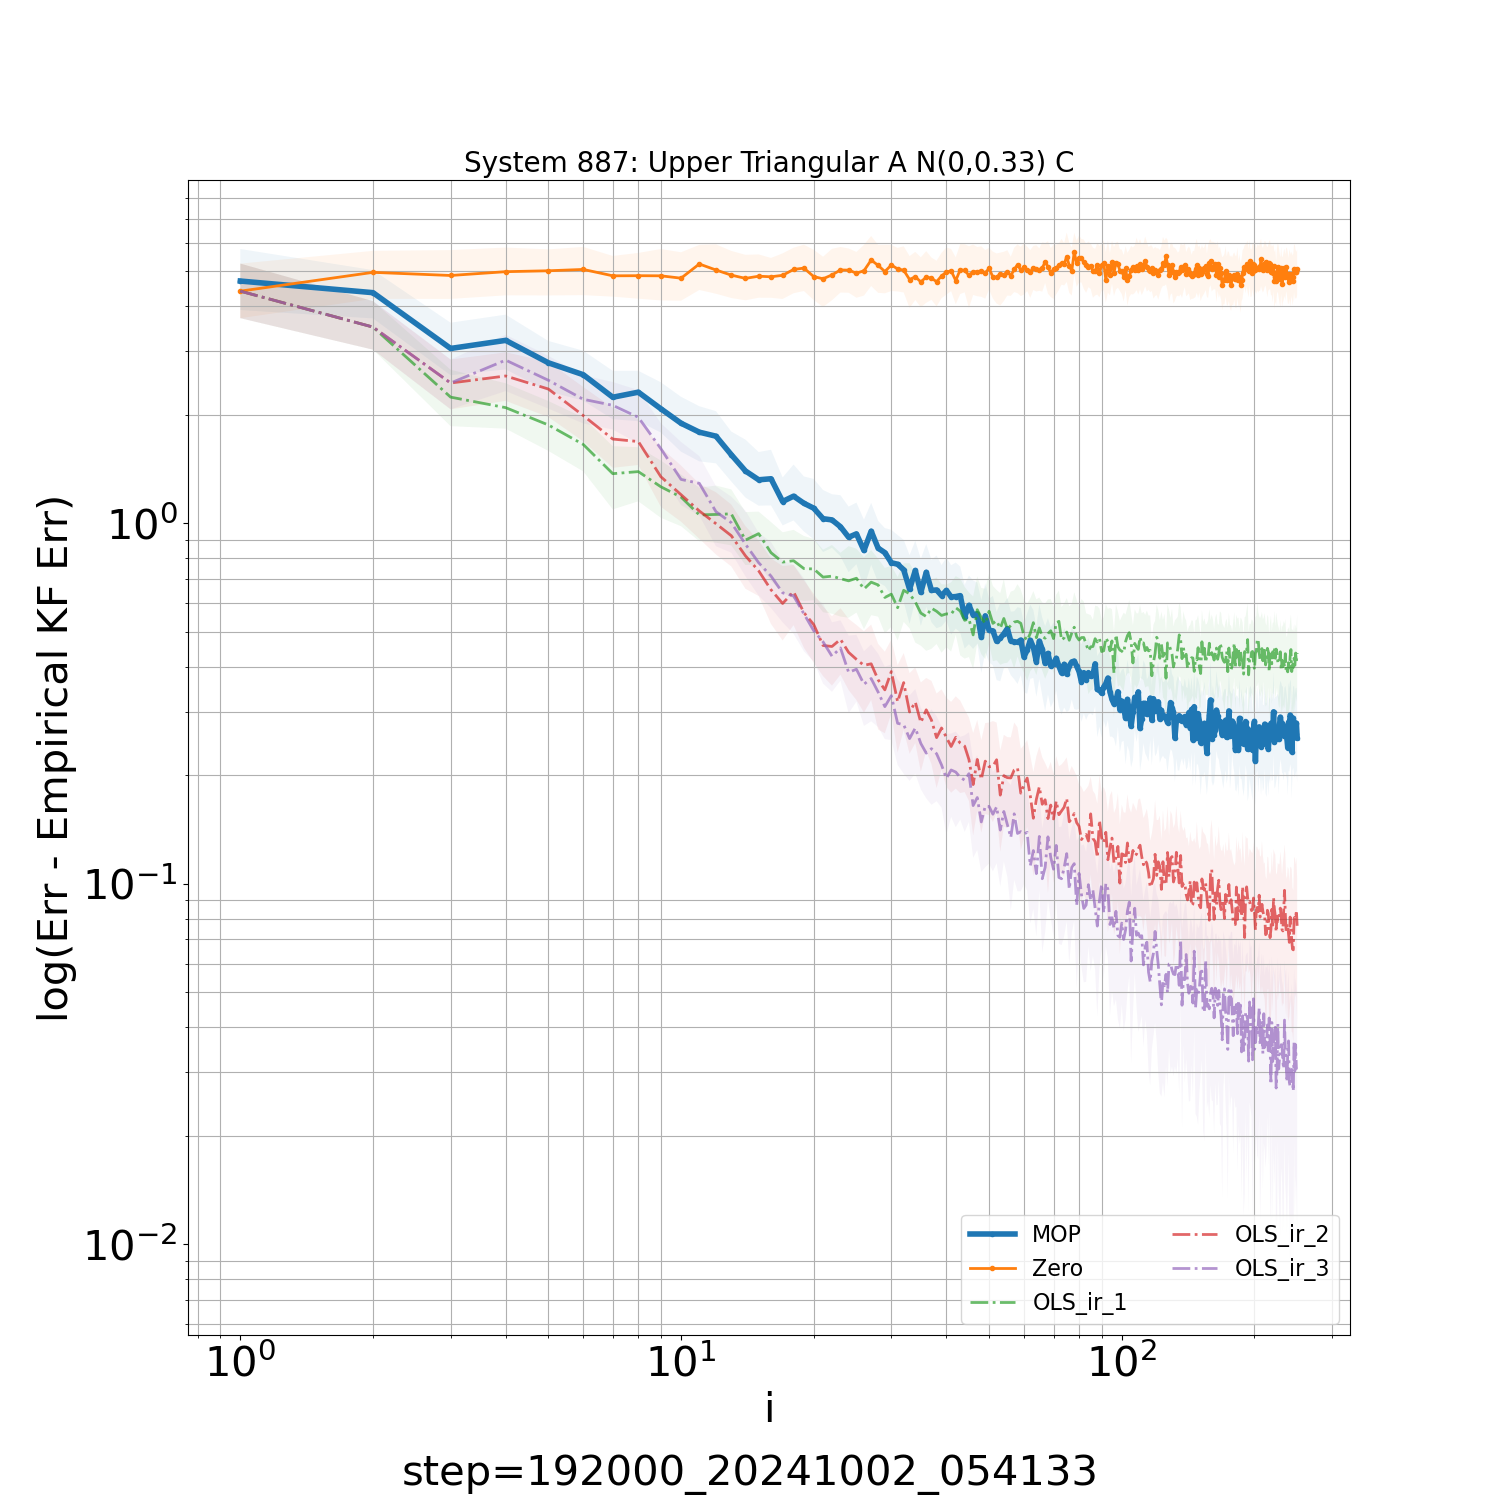 System 887: Upper Triangular A N(0,0.33) C
log(Err - Empirical KF Err)
10⁰
10⁻¹
10⁻²
MOP
Zero
OLS_ir_1
OLS_ir_2
OLS_ir_3
10⁰ 10¹ 10²
i
step=192000_20241002_054133